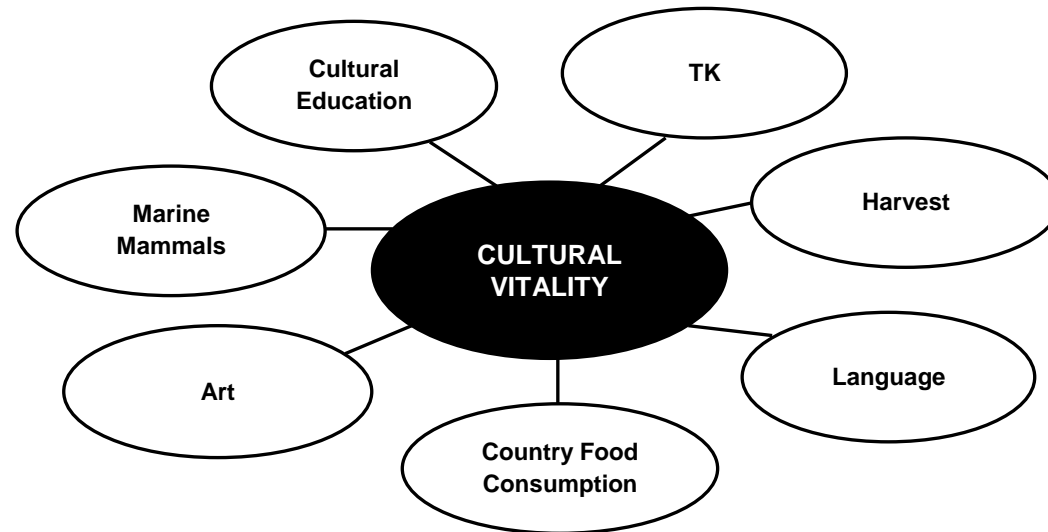 Cultural
Education
TK
Harvest
Marine
Mammals
CULTURAL
VITALITY
Language
Art
Country Food
Consumption